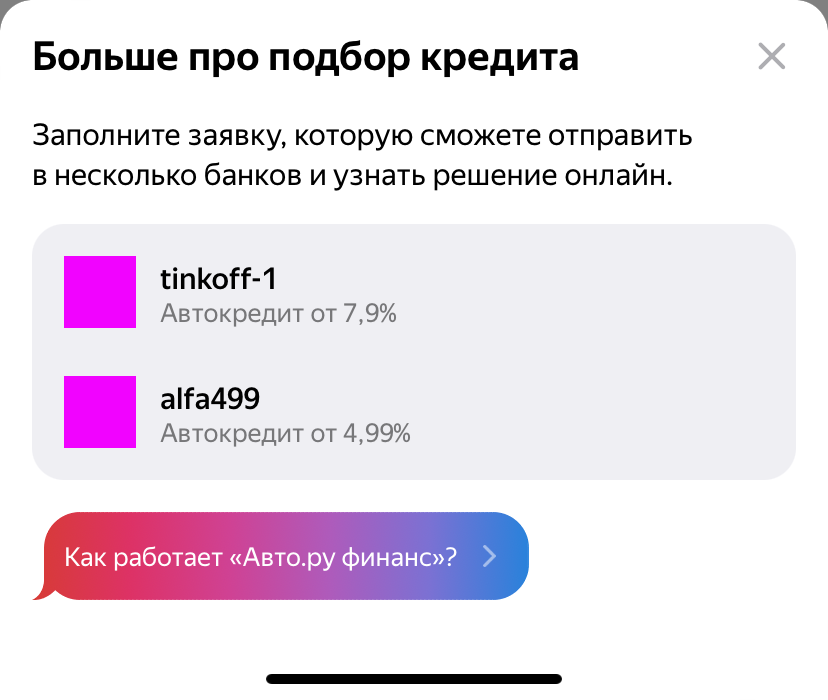 Больше про подбор кредита
Заполните заявку, которую сможете отправить
в несколько банков и узнать решение онлайн.
tinkoff-1
Автокредит от 7,9%
alfa499
Автокредит от 4,99%
Как работает «Авто.ру финанс»?